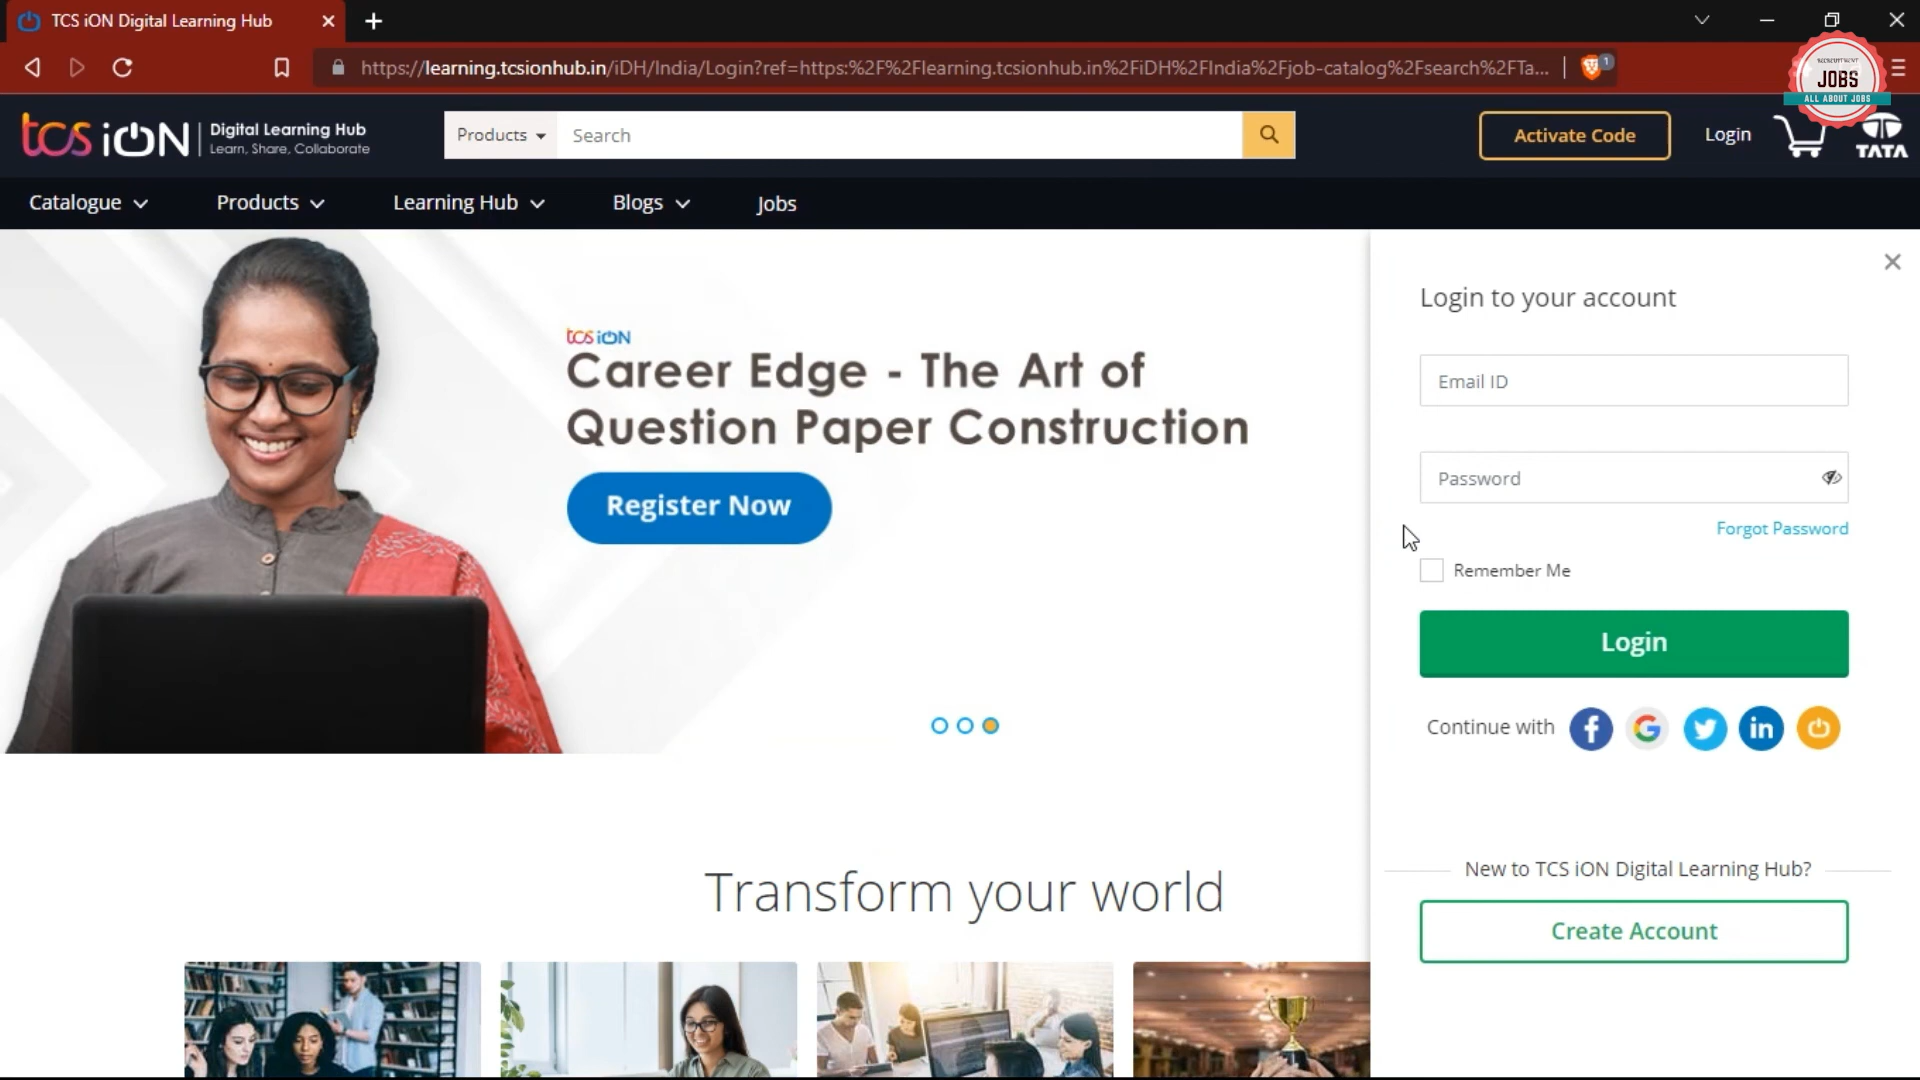 TCS iON Digital Learning Hub
https://learning.tcsionhub.in/iDH/India/Login?ref=https:%2F%2Flearning.tcsionhub.in%2FiDH%2FIndia%2Fjob-catalog%2Fsearch%2FTa...
1
RECRUITMENT
JOBS
ALL ABOUT JOBS
tcs iON
Digital Learning Hub
Learn, Share, Collaborate
Products
Search
Activate Code
Login
TATA
Catalogue
Products
Learning Hub
Blogs
Jobs
tcs iON
Career Edge - The Art of
Question Paper Construction
Register Now
Login to your account
Email ID
Password
Forgot Password
Remember Me
Login
Continue with
New to TCS iON Digital Learning Hub?
Create Account
Transform your world